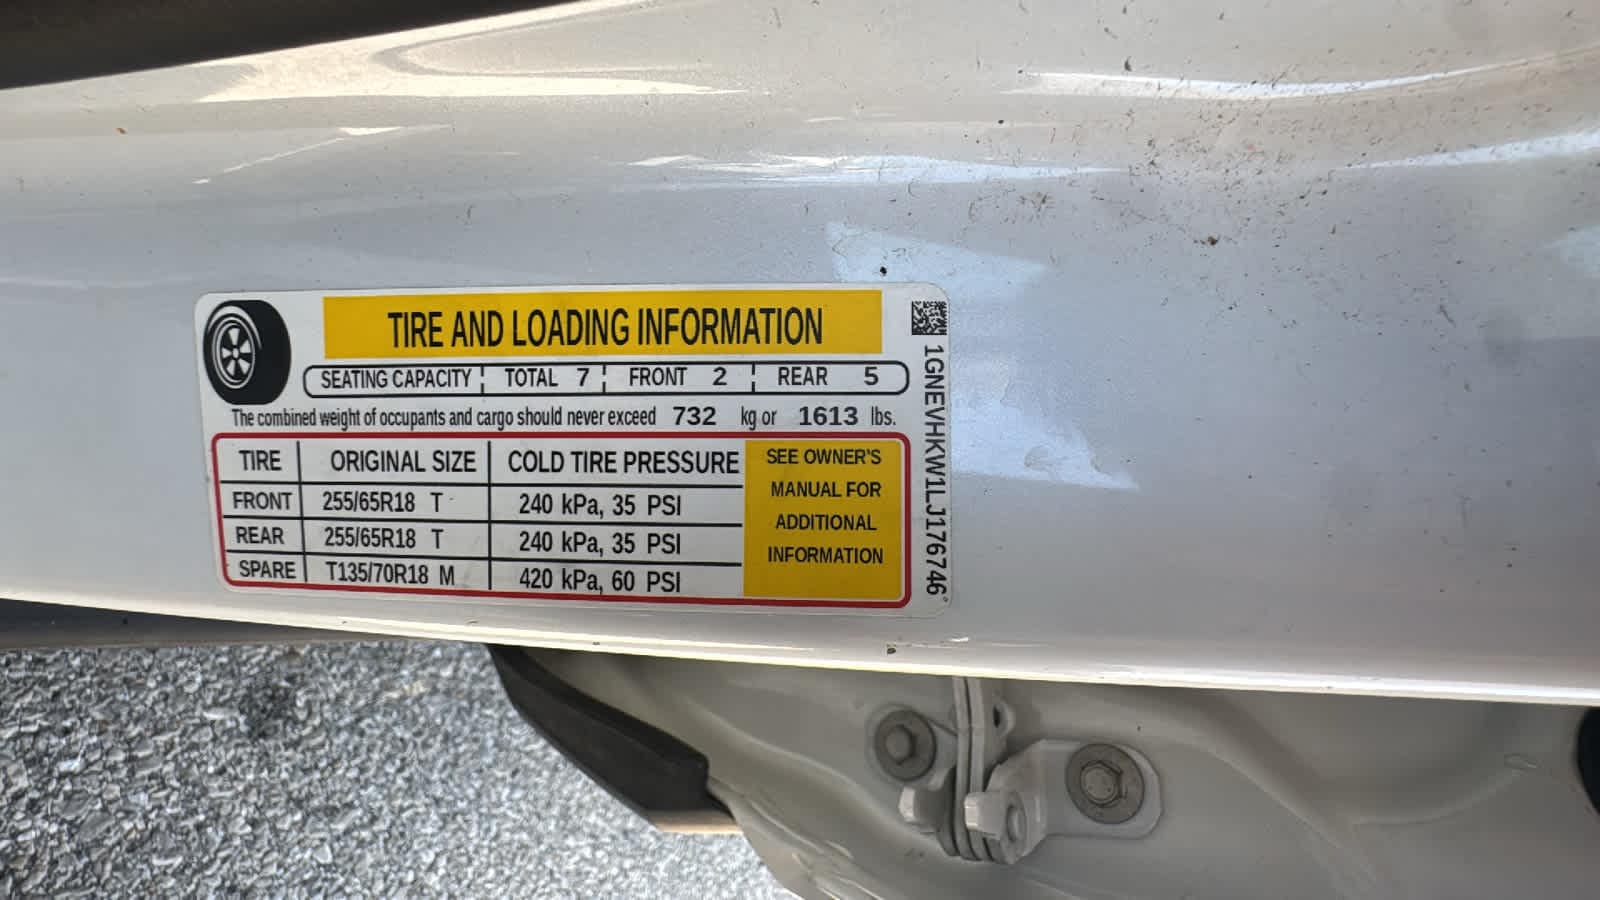 TIRE AND LOADING INFORMATION
SEATING CAPACITY TOTAL 7 FRONT 2 REAR 5
The combined weight of occupants and cargo should never exceed 732 kg or 1613 lbs.
TIRE ORIGINAL SIZE COLD TIRE PRESSURE
FRONT 255/65R18 T 240 kPa, 35 PSI
REAR 255/65R18 T 240 kPa, 35 PSI
SPARE T135/70R18 M 420 kPa, 60 PSI
SEE OWNER'S
MANUAL FOR
ADDITIONAL
INFORMATION
1GNEVHKW1LJ176746